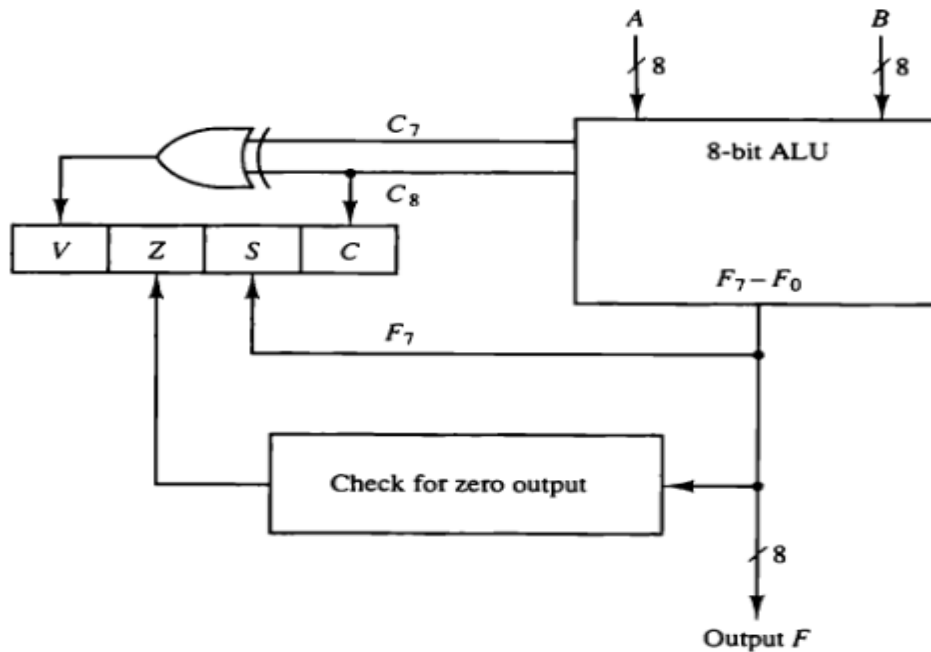 A
B
8
8
C₇
8-bit ALU
C₈
V Z S C
F₇ – F₀
F₇
Check for zero output
8
Output F